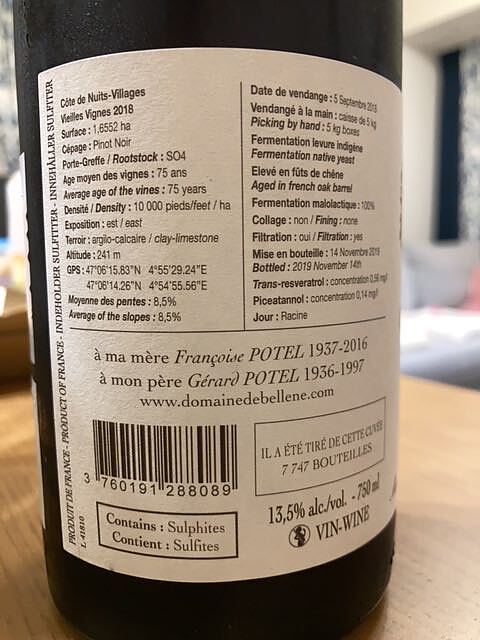 Côte de Nuits-Villages
Vieilles Vignes 2018
Surface : 1.6552 ha
Cépage : Pinot Noir
Porte-Greffe / Rootstock : SO4
Age moyen des vignes : 75 ans
Average age of the vines : 75 years
Densité / Density : 10 000 pieds/feet / ha
Exposition : est / east
Terroir : argilo-calcaire / clay-limestone
Altitude : 241 m
GPS : 47°06'15.83"N 4°55'29.24"E
47°06'14.26"N 4°54'55.56"E
Moyenne des pentes : 8,5%
Average of the slopes : 8,5%
Date de vendange : 5 Septembre 2018
Vendangé à la main : caisse de 5 kg
Picking by hand : 5 kg boxes
Fermentation levure indigène
Fermentation native yeast
Elevé en fûts de chêne
Aged in french oak barrel
Fermentation malolactique : 100%
Collage : non / Fining : none
Filtration : oui / Filtration : yes
Mise en bouteille : 14 Novembre 2019
Bottled : 2019 November 14th
Trans-resveratrol : concentration 0,56 mg/l
Piceatannol : concentration 0,14 mg/l
Jour : Racine
à ma mère Françoise POTEL 1937-2016
à mon père Gérard POTEL 1936-1997
www.domainedebellene.com
3 760191 288089
IL A ÉTÉ TIRÉ DE CETTE CUVÉE
7 747 BOUTEILLES
Contains : Sulphites
Contient : Sulfites
13,5% alc/vol. - 750 ml
VIN-WINE
PRODUIT DE FRANCE - PRODUCT OF FRANCE - INDEHOLDER SULFITTER - INNEHÅLLER SULFITER
L 41810